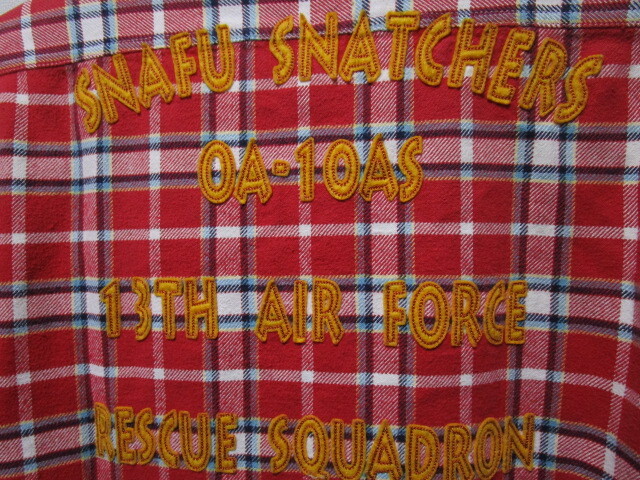 SNAFU SNATCHERS
OA-10AS
13TH AIR FORCE
RESCUE SQUADRON